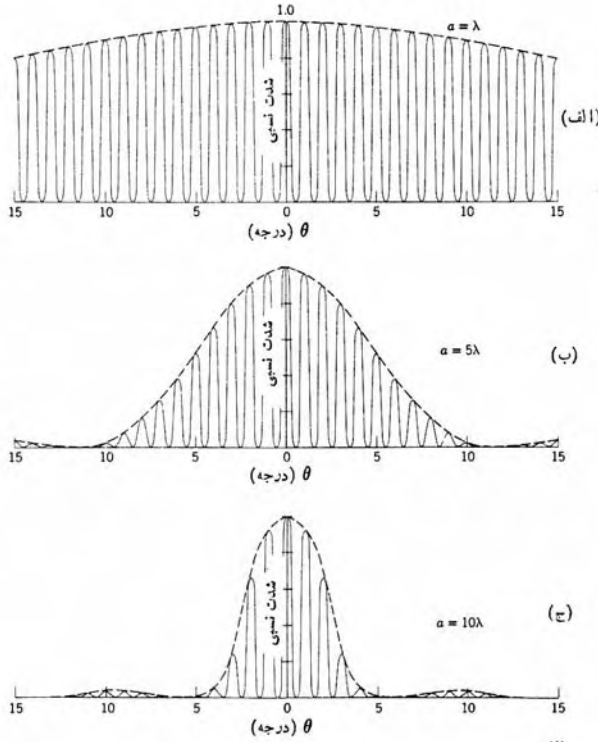 1.0
a = λ
شدت نسبی
(الف)
15 10 5 0 5 10 15
θ (درجه)
a = 5λ
شدت نسبی
(ب)
15 10 5 0 5 10 15
θ (درجه)
a = 10λ
شدت نسبی
(ج)
15 10 5 0 5 10 15
θ (درجه)